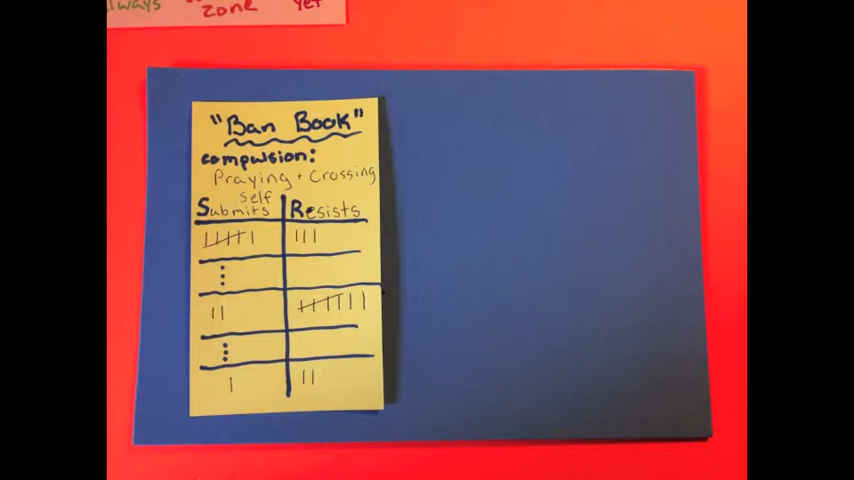 always
zone
yet
"Ban Book"
compulsion:
Praying + Crossing
self
Submits Resists